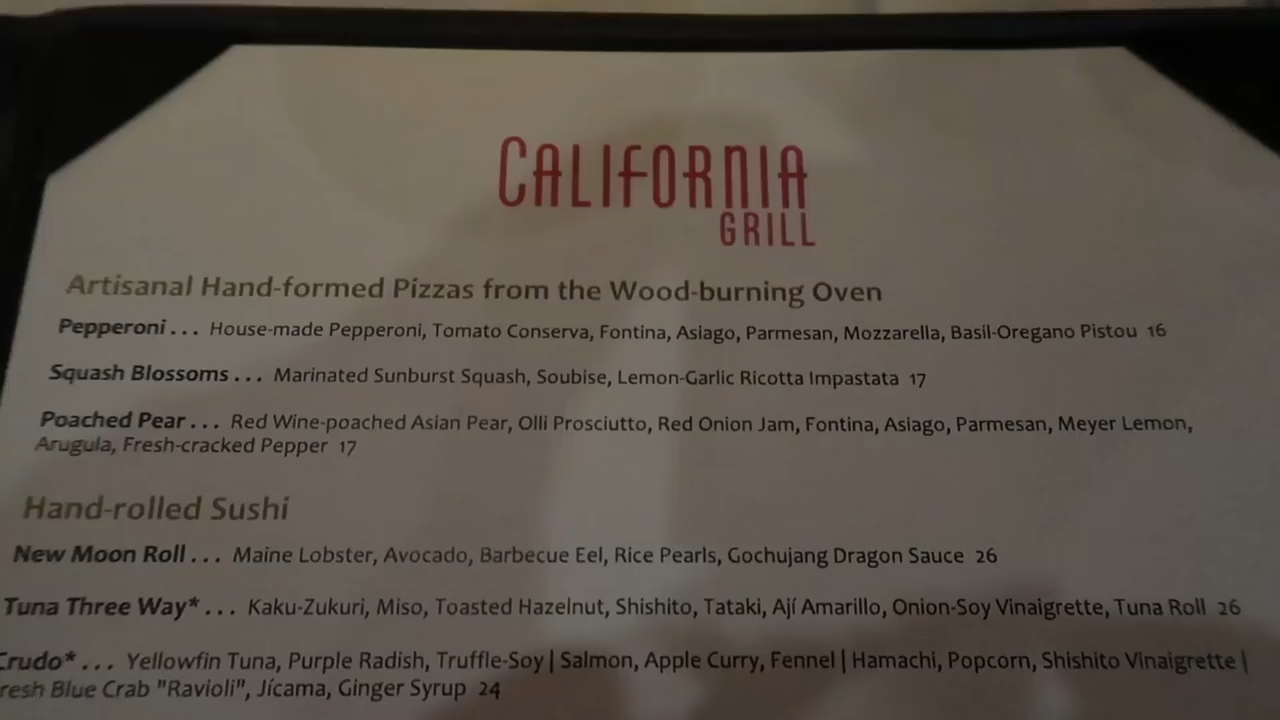 CALIFORNIA
GRILL
Artisanal Hand-formed Pizzas from the Wood-burning Oven
Pepperoni... House-made Pepperoni, Tomato Conserva, Fontina, Asiago, Parmesan, Mozzarella, Basil-Oregano Pistou 16
Squash Blossoms... Marinated Sunburst Squash, Soubise, Lemon-Garlic Ricotta Impastata 17
Poached Pear... Red Wine-poached Asian Pear, Olli Prosciutto, Red Onion Jam, Fontina, Asiago, Parmesan, Meyer Lemon,
Arugula, Fresh-cracked Pepper 17
Hand-rolled Sushi
New Moon Roll... Maine Lobster, Avocado, Barbecue Eel, Rice Pearls, Gochujang Dragon Sauce 26
Tuna Three Way*... Kaku-Zukuri, Miso, Toasted Hazelnut, Shishito, Tataki, Ají Amarillo, Onion-Soy Vinaigrette, Tuna Roll 26
Crudo*... Yellowfin Tuna, Purple Radish, Truffle-Soy | Salmon, Apple Curry, Fennel | Hamachi, Popcorn, Shishito Vinaigrette |
resh Blue Crab "Ravioli", Jícama, Ginger Syrup 24